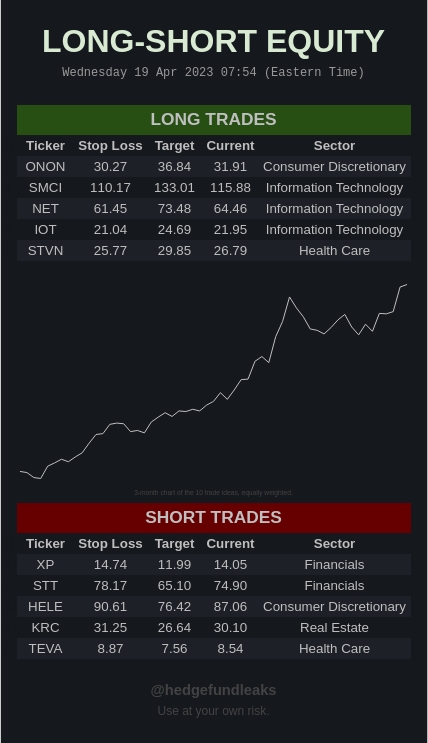 LONG-SHORT EQUITY
Wednesday 19 Apr 2023 07:54 (Eastern Time)
LONG TRADES
Ticker Stop Loss Target Current Sector
ONON 30.27 36.84 31.91 Consumer Discretionary
SMCI 110.17 133.01 115.88 Information Technology
NET 61.45 73.48 64.46 Information Technology
IOT 21.04 24.69 21.95 Information Technology
STVN 25.77 29.85 26.79 Health Care
3-month chart of the 10 trade ideas, equally weighted.
SHORT TRADES
Ticker Stop Loss Target Current Sector
XP 14.74 11.99 14.05 Financials
STT 78.17 65.10 74.90 Financials
HELE 90.61 76.42 87.06 Consumer Discretionary
KRC 31.25 26.64 30.10 Real Estate
TEVA 8.87 7.56 8.54 Health Care
@hedgefundleaks
Use at your own risk.